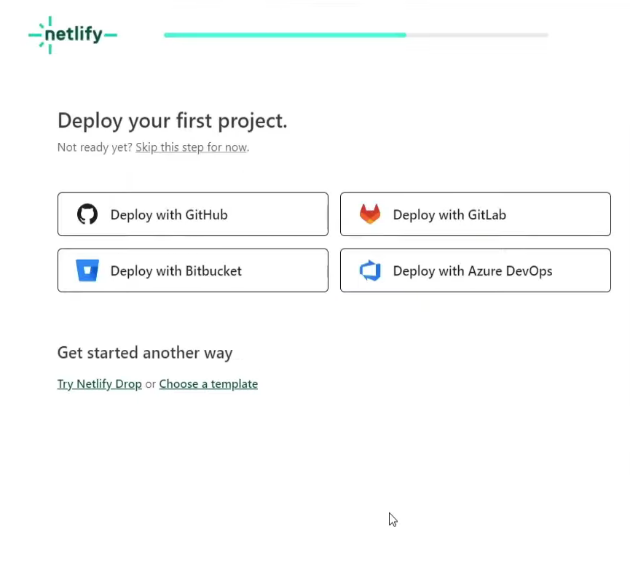 netlify
Deploy your first project.
Not ready yet? Skip this step for now.
Deploy with GitHub
Deploy with GitLab
Deploy with Bitbucket
Deploy with Azure DevOps
Get started another way
Try Netlify Drop or Choose a template